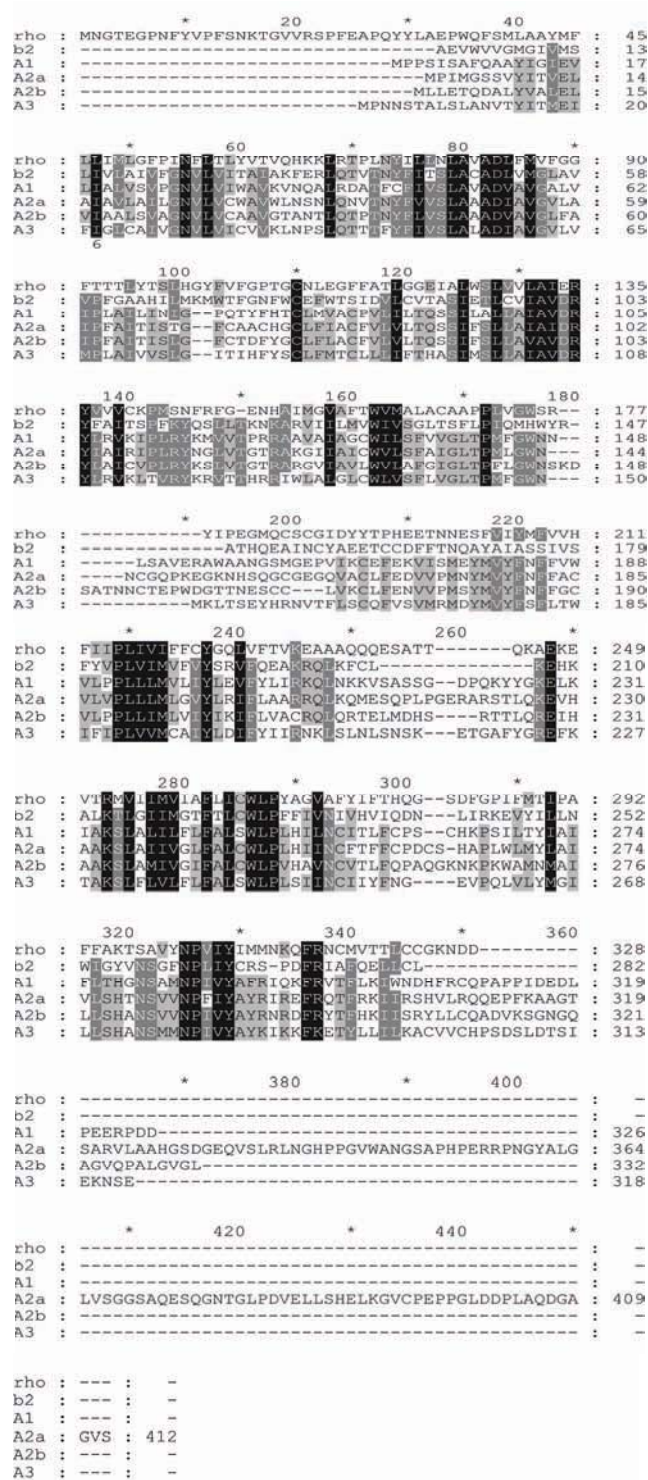 * 20 * 40
rho : MNGTEGPNFYVPFSNKTGVVRSPFEAPQYYLAEPWQFSMLAAYMF : 45
b2 : --------------------------------AEVWVVGMGIVMS : 13
A1 : ----------------------------MPPSISAFQAAYIGIEV : 17
A2a : -------------------------------MPIMGSSVYITVEL : 14
A2b : ------------------------------MLLETQDALYVALEL : 15
A3 : -------------------------MPNNSTALSLANVTYITMEI : 20
* 60 * 80 *
rho : LLIMLGFPINFLTLYVTVQHKKLRTPLNYILLNLAVADLFMVFGG : 90
b2 : LIVLAIVFGNVLVITAIAKFERLQTVTNYFITSLACADLVMGLAV : 58
A1 : LIALVSVPGNVLVIWAVKVNQALRDATFCFIVSLAVADVAVGALV : 62
A2a : AIAVLAILGNVLVCWAVWLNSNLQNVTNYFVVSLAAADIAVGVLA : 59
A2b : VIAALSVAGNVLVCAAVGTANTLQTPTNYFLVSLAAADVAVGLFA : 60
A3 : FIGLCAIVGNVLVICVVKLNPSLQTTTFYFIVSLALADIAVGVLV : 65
6
100 * 120 *
rho : FTTTLYTSLHGYFVFGPTGCNLEGFFATLGGEIALWSLVVLAIER : 135
b2 : VPFGAAHILMKMWTFGNFWCEFWTSIDVLCVTASIETLCVIAVDR : 103
A1 : IPLAILINIG--PQTYFHTCLMVACPVLILTQSSILALLAIAVDR : 105
A2a : IPFAITISTG--FCAACHGCLFIACFVLVLTQSSIFSLLAIAIDR : 102
A2b : IPFAITISLG--FCTDFYGCLFLACFVLVLTQSSIFSLLAVAVDR : 103
A3 : MPLAIVVSLG--ITIHFYSCLFMTCLLLIFTHASIMSLLAIAVDR : 108
140 * 160 * 180
rho : YVVVCKPMSNFRFG-ENHAIMGVAFTWVMALACAAPPLVGWSR-- : 177
b2 : YFAITSPFKYQSLLTKNKARVIILMVWIVSGLTSFLPIQMHWYR- : 147
A1 : YLRVKIPLRYKMVVTPRRAAVAIAGCWILSFVVGLTPMFGWNN-- : 148
A2a : YIAIRIPLRYNGLVTGTRAKGIIAICWVLSFAIGLTPMLGWN--- : 144
A2b : YLAICVPLRYKSLVTGTRARGVIAVLWVLAFGIGLTPFLGWNSKD : 148
A3 : YLRVKLTVRYKRVTTHRRIWLALGLCWLVSFLVGLTPMFGWN--- : 150
* 200 * 220
rho : -----------YIPEGMQCSCGIDYYTPHEETNNESFVIYMFVVH : 211
b2 : -------------ATHQEAINCYAEETCCDFFTNQAYAIASSIVS : 179
A1 : -----LSAVERAWAANGSMGEPVIKCEFEKVISMEYMVYFNFFVW : 188
A2a : ----NCGQPKEGKNHSQGCGEGQVACLFEDVVPMNYMVYFNFFAC : 185
A2b : SATNNCTEPWDGTTNESCC---LVKCLFENVVPMSYMVYFNFFGC : 190
A3 : ----------MKLTSEYHRNVTFLSCQFVSVMRMDYMVYFSFLTW : 185
* 240 * 260 *
rho : FIIPLIVIFFCYGQLVFTVKEAAAQQQESATT-------QKAEKE : 249
b2 : FYVPLVIMVFVYSRVFQEAKRQLKFCL--------------KEHK : 210
A1 : VLPPLLLMVLIYLEVFYLIRKQLNKKVSASSG--DPQKYYGKELK : 231
A2a : VLVPLLLMLGVYLRIFLAARRQLKQMESQPLPGERARSTLQKEVH : 230
A2b : VLPPLLIMLVIYIKIFLVACRQLQRTELMDHS----RTTLQREIH : 231
A3 : IFIPLVVMCAIYLDIFYIIRNKLSLNLSNSK---ETGAFYGREFK : 227
280 * 300 *
rho : VTRMVIIMVIAFLICWLPYAGVAFYIFTHQG--SDFGPIFMTIPA : 292
b2 : ALKTLGIIMGTFTLCWLPFFIVNLVHVIQDN---LIRKEVYILLN : 252
A1 : IAKSLALILFLFALSWLPLHILNCITLFCPS--CHKPSILTYIAI : 274
A2a : AAKSLAIIVGLFALCWLPLHIINCFTFFCPDCS-HAPLWLMYLAI : 274
A2b : AAKSLAMIVGIFALCWLPVHAVNCVTLFQPAQGKNKPKWAMNMAI : 276
A3 : TAKSLFLVLFLFALSWLPLSIINCIIYFNG----EVPQLVLYMGI : 268
320 * 340 * 360
rho : FFAKTSAVYNPVIYIMMNKQFRNCMVTTLCCGKNDD--------- : 328
b2 : WIGYVNSGFNPLIYCRS-PDFRIAFQELLCL-------------- : 282
A1 : FLTHGNSAMNPIVYAFRIQKFRVTFLKIWNDHFRCQPAPPIDEDL : 319
A2a : VLSHTNSVVNPFIYAYRIREFRQTFRKIIRSHVLRQQEPFKAAGT : 319
A2b : LLSHANSVVNPIVYAYRNRDFRYTFHKIISRYLLCQADVKSGNGQ : 321
A3 : LLSHANSMMNPIVYAYKIKKFKETYLLILKACVVCHPSDSLDTSI : 313
* 380 * 400
rho : --------------------------------------------- : -
b2 : --------------------------------------------- : -
A1 : PEERPDD-------------------------------------- : 326
A2a : SARVLAAHGSDGEQVSLRLNGHPPGVWANGSAPHPERRPNGYALG : 364
A2b : AGVQPALGVGL---------------------------------- : 332
A3 : EKNSE---------------------------------------- : 318
* 420 * 440 *
rho : --------------------------------------------- : -
b2 : --------------------------------------------- : -
A1 : --------------------------------------------- : -
A2a : LVSGGSAQESQGNTGLPDVELLSHELKGVCPEPPGLDDPLAQDGA : 409
A2b : --------------------------------------------- : -
A3 : --------------------------------------------- : -
rho : --- : -
b2 : --- : -
A1 : --- : -
A2a : GVS : 412
A2b : --- : -
A3 : --- : -